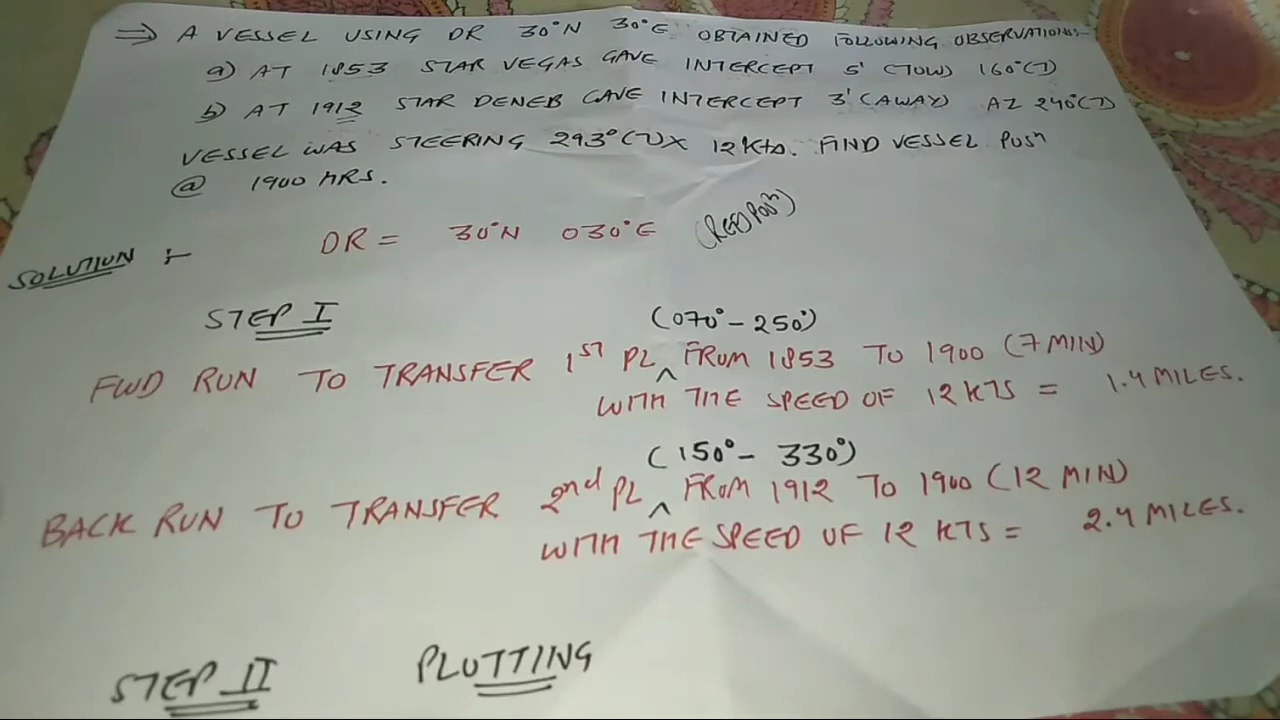 ⇒ A VESSEL USING DR 30°N 30°E OBTAINED FOLLOWING OBSERVATIONS:-
a) AT 1853 STAR VEGAS GAVE INTERCEPT 5' (TOW) 160°(T)
b) AT 1912 STAR DENEB GAVE INTERCEPT 3' (AWAY) AZ 240°(T)
VESSEL WAS STEERING 293°(T) X 12 Kts. FIND VESSEL POSⁿ
@ 1900 HRS.
SOLUTION :- DR = 30°N 030°E (RED POSⁿ)
STEP I
(070° - 250°)
FWD RUN TO TRANSFER 1ST PL ^ FROM 1853 TO 1900 (7 MIN)
WITH THE SPEED OF 12 KTS = 1.4 MILES.
(150° - 330°)
BACK RUN TO TRANSFER 2nd PL ^ FROM 1912 TO 1900 (12 MIN)
WITH THE SPEED OF 12 KTS = 2.4 MILES.
STEP II PLOTTING